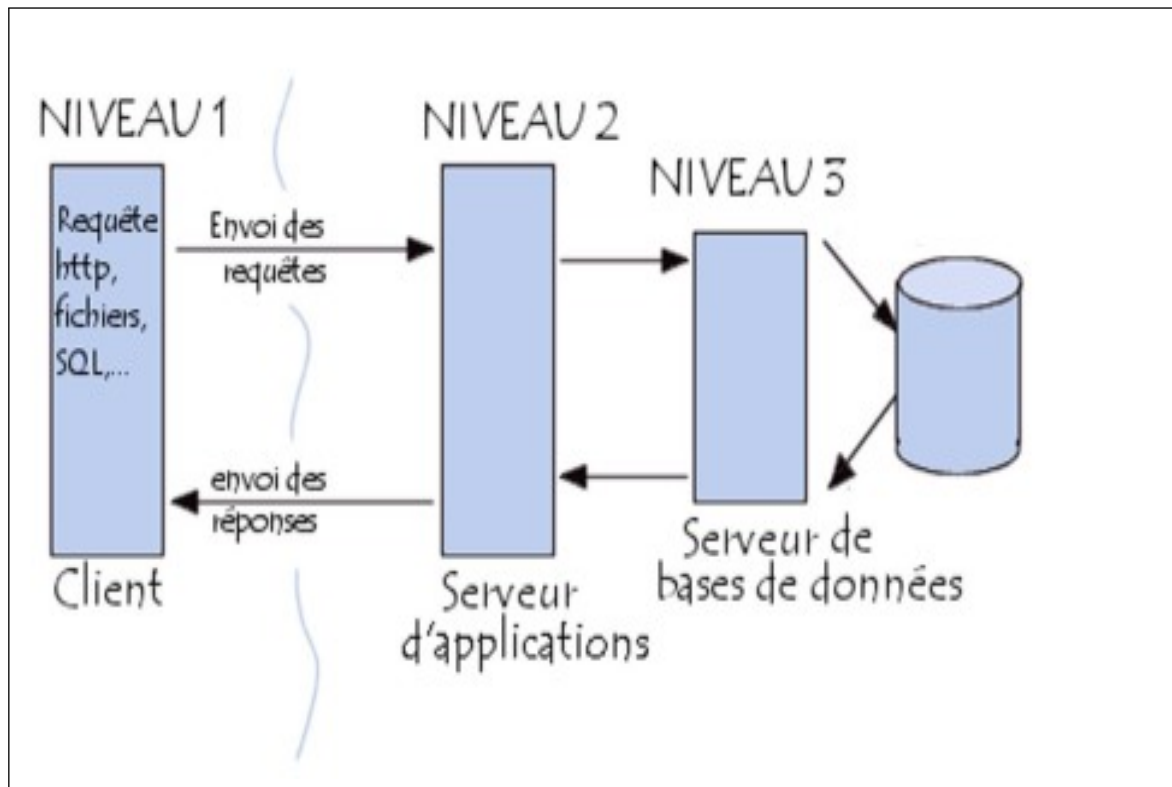 NIVEAU 1
NIVEAU 2
NIVEAU 3
Requête
http,
fichiers,
SQL,...
Envoi des
requêtes
envoi des
réponses
Client
Serveur
d'applications
Serveur de
bases de données